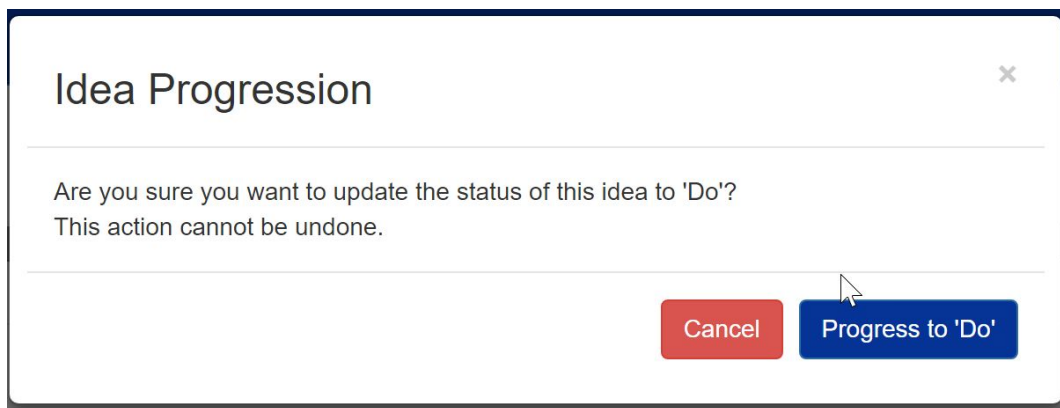 Idea Progression
×
Are you sure you want to update the status of this idea to 'Do'?
This action cannot be undone.
Cancel
Progress to 'Do'